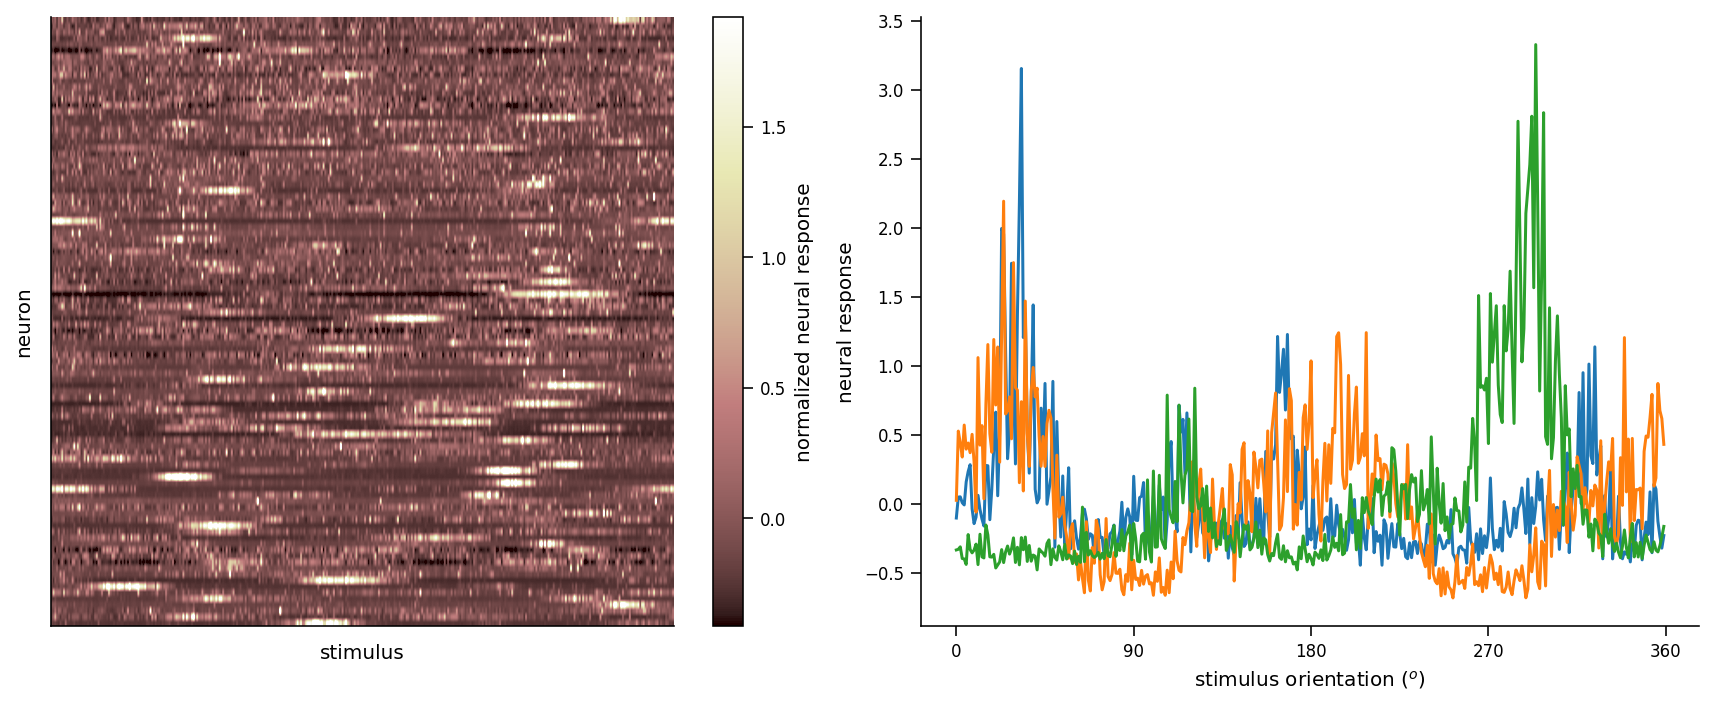 neuron
stimulus
1.5
1.0
0.5
0.0
normalized neural response
3.5
3.0
2.5
2.0
1.5
1.0
0.5
0.0
−0.5
neural response
0 90 180 270 360
stimulus orientation (º)